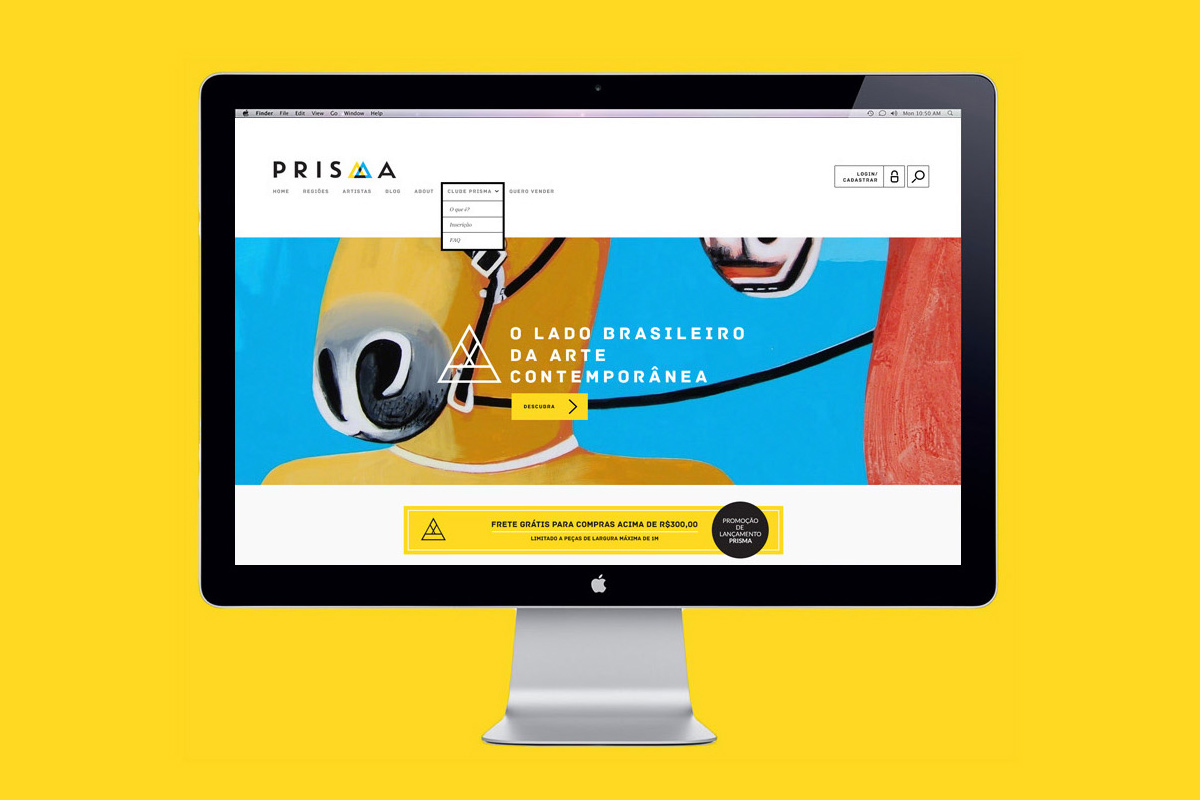 Finder File Edit View Go Window Help
Mon 10:50 AM
PRISMA
LOGIN/
CADASTRAR
HOME REGIÕES ARTISTAS BLOG ABOUT CLUBE PRISMA QUERO VENDER
O que é?
Inscrição
FAQ
O LADO BRASILEIRO
DA ARTE
CONTEMPORÂNEA
DESCUBRA
FRETE GRÁTIS PARA COMPRAS ACIMA DE R$300,00
LIMITADO A PEÇAS DE LARGURA MÁXIMA DE 1M
PROMOÇÃO
DE
LANÇAMENTO
PRISMA